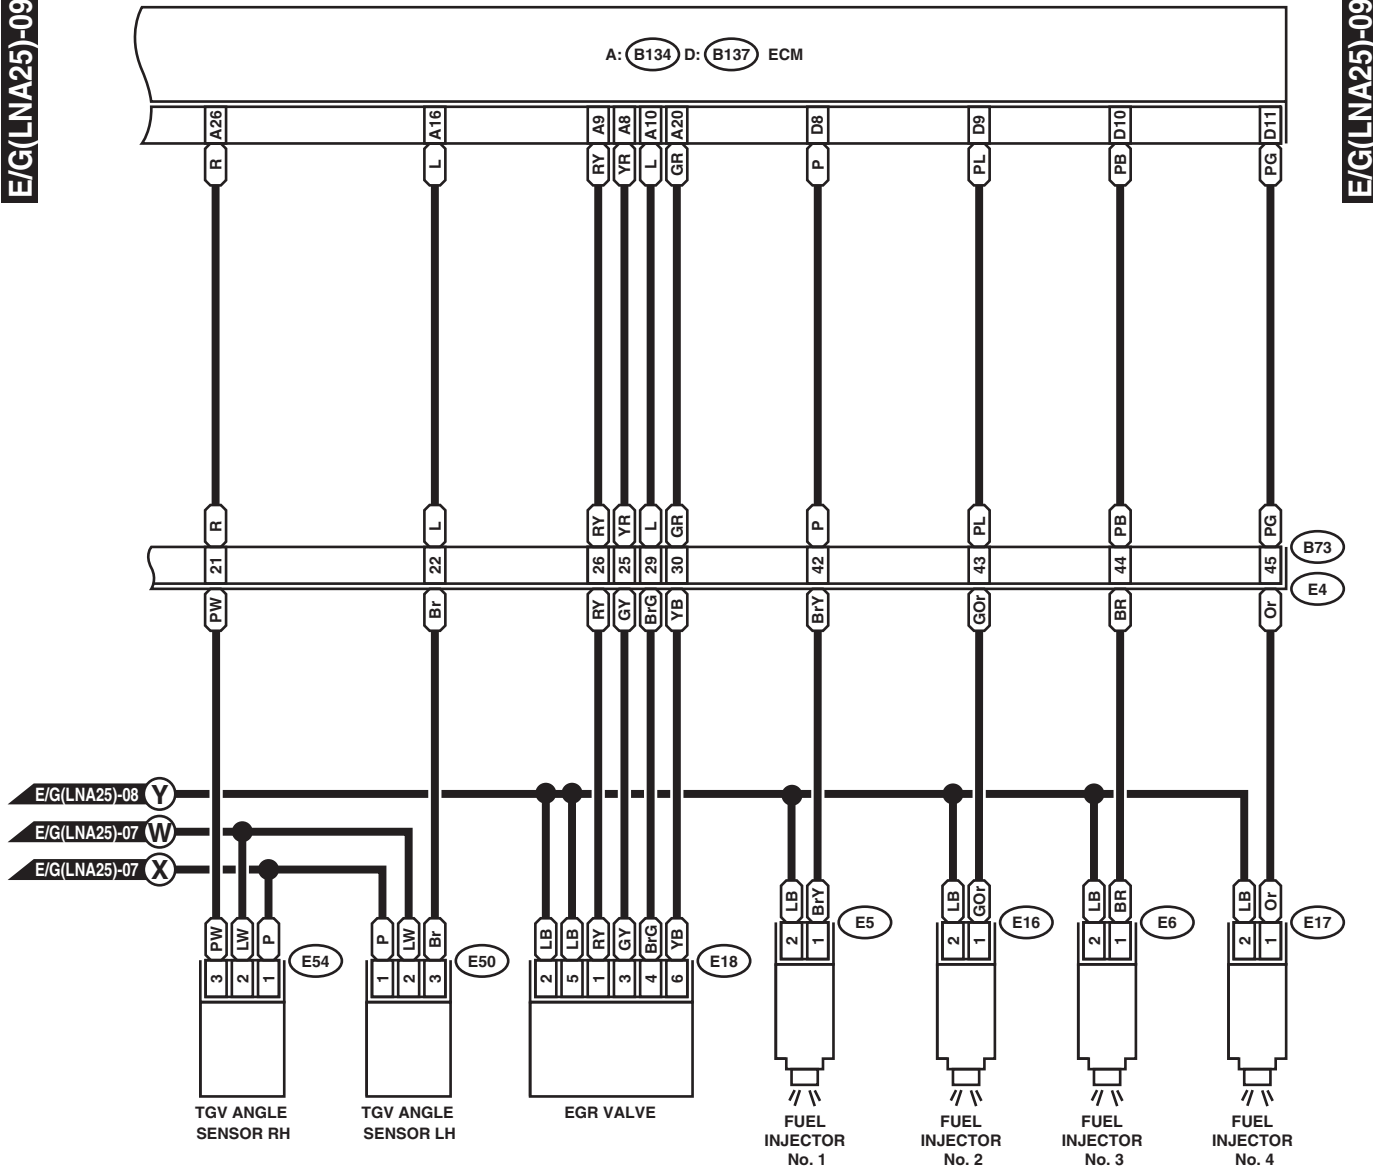 E/G(LNA25)-09
E/G(LNA25)-09
A: B134 D: B137 ECM
A26 A16 A9 A8 A10 A20 D8 D9 D10 D11
R L RY YR L GR P PL PB PG
R L RY YR L GR P PL PB PG
B73
21 22 26 25 29 30 42 43 44 45
E4
PW Br RY GY BrG YB BrY GOr BR Or
E/G(LNA25)-08 Y
E/G(LNA25)-07 W
E/G(LNA25)-07 X
LB BrY LB GOr LB BR LB Or
E5 E16 E6 E17
2 1 2 1 2 1 2 1
PW LW P P LW Br LB LB RY GY BrG YB
E54 E50 E18
3 2 1 1 2 3 2 5 1 3 4 6
TGV ANGLE
SENSOR RH
TGV ANGLE
SENSOR LH
EGR VALVE
FUEL
INJECTOR
No. 1
FUEL
INJECTOR
No. 2
FUEL
INJECTOR
No. 3
FUEL
INJECTOR
No. 4